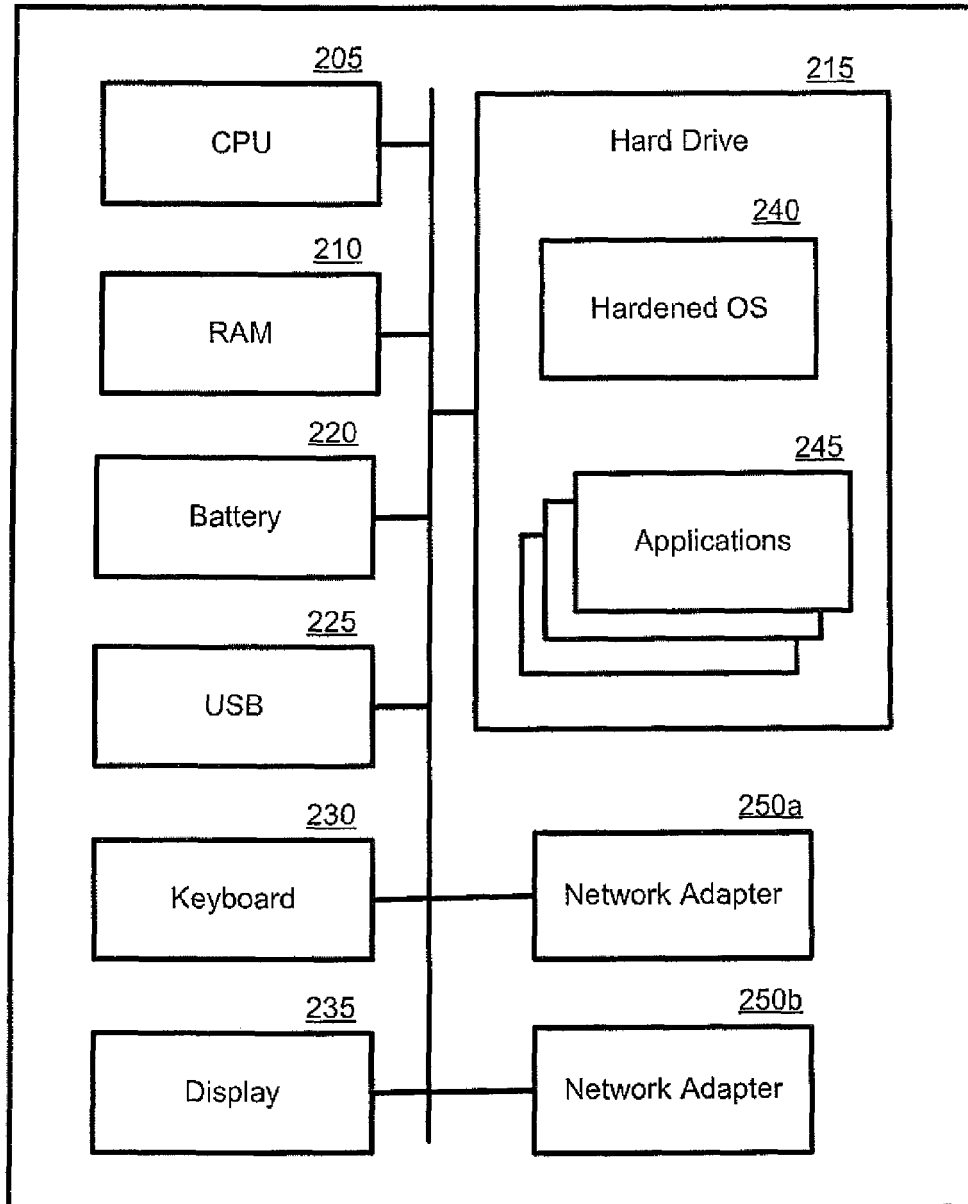 205
CPU
210
RAM
220
Battery
225
USB
230
Keyboard
235
Display
215
Hard Drive
240
Hardened OS
245
Applications
250a
Network Adapter
250b
Network Adapter